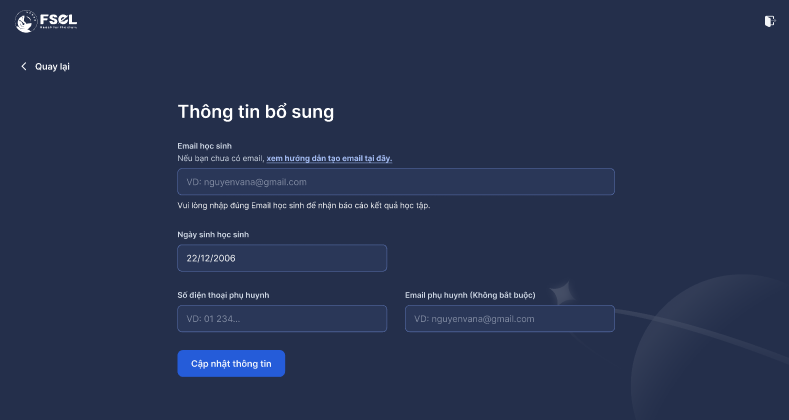 FSEL
Quay lại
Thông tin bổ sung
Email học sinh
Nếu bạn chưa có email, xem hướng dẫn tạo email tại đây.
VD: nguyenvana@gmail.com
Vui lòng nhập đúng Email học sinh để nhận báo cáo kết quả học tập.
Ngày sinh học sinh
22/12/2006
Số điện thoại phụ huynh
Email phụ huynh (Không bắt buộc)
VD: 01 234...
VD: nguyenvana@gmail.com
Cập nhật thông tin